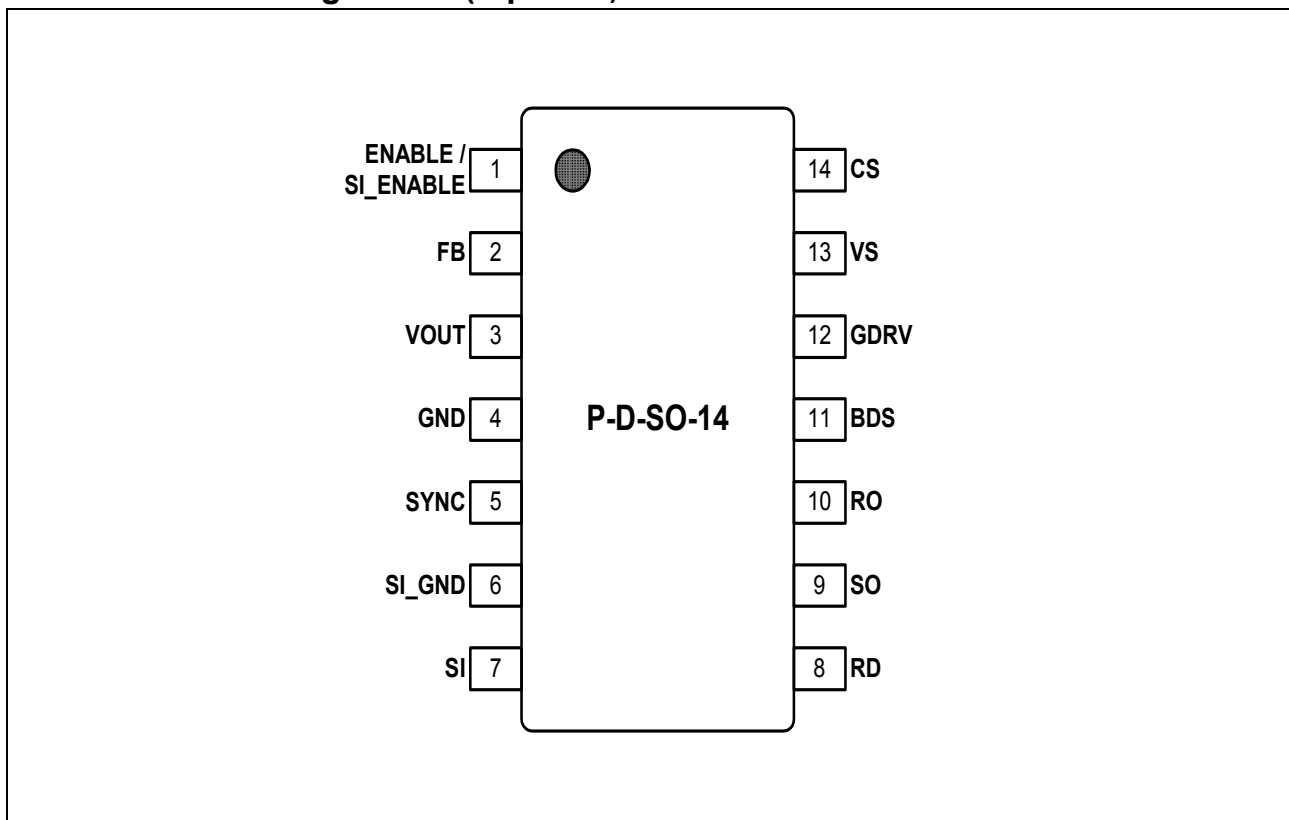 ENABLE /
SI_ENABLE 1
14 CS
FB 2
13 VS
VOUT 3
12 GDRV
GND 4
P-D-SO-14
11 BDS
SYNC 5
10 RO
SI_GND 6
9 SO
SI 7
8 RD